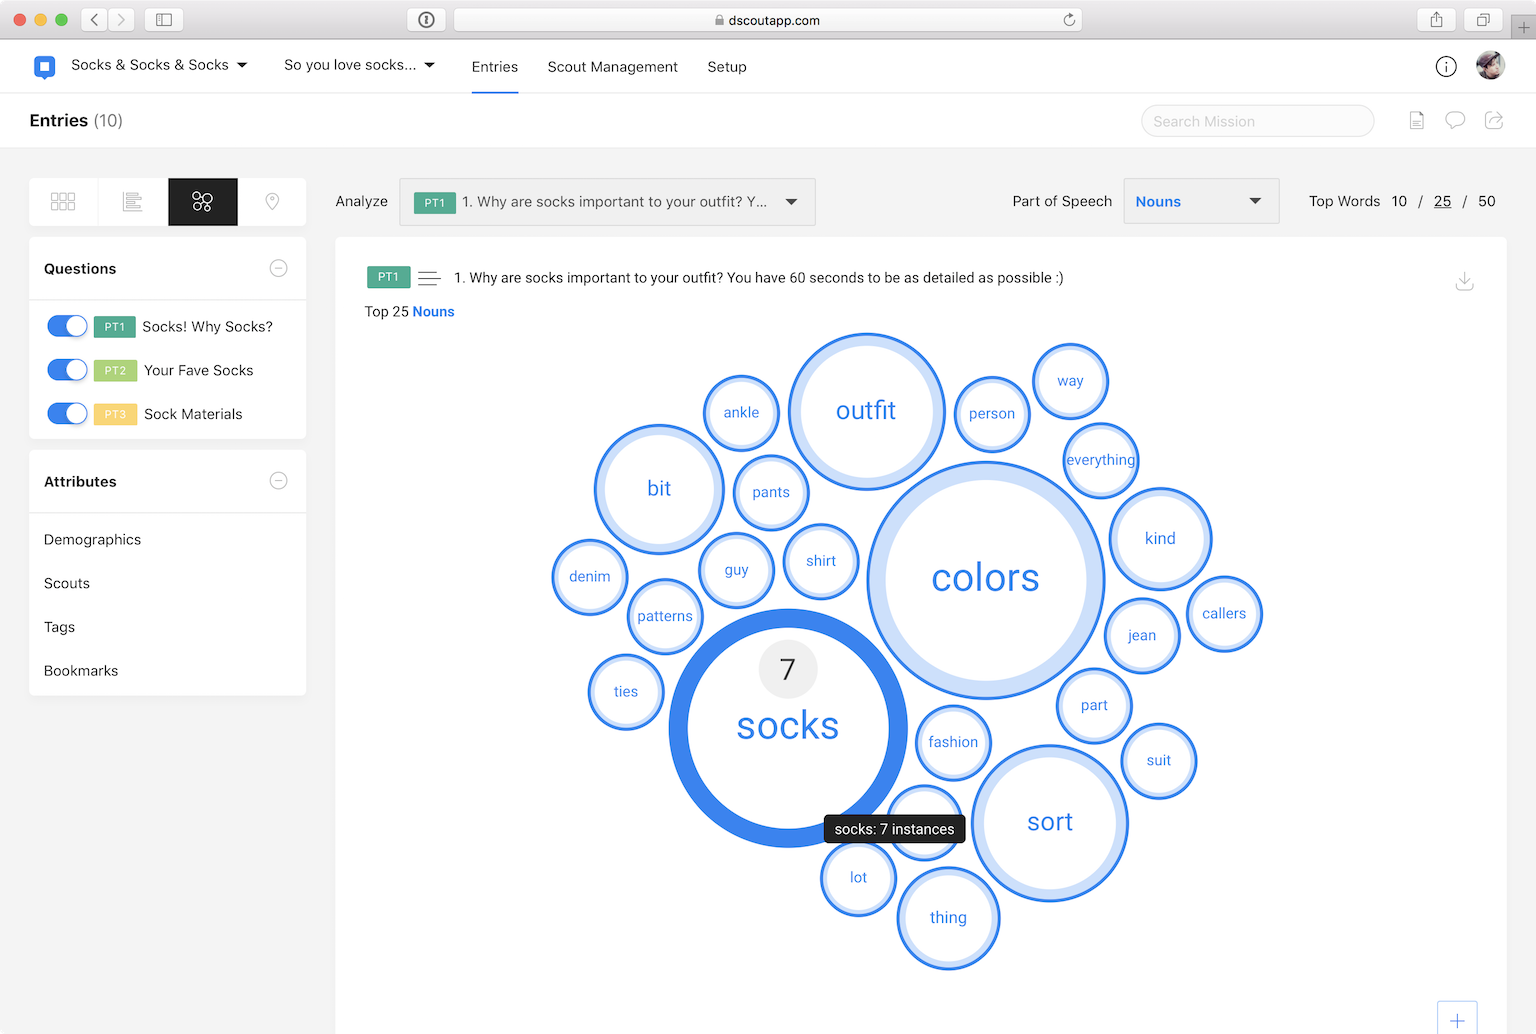 dscoutapp.com
Socks & Socks & Socks
So you love socks...
Entries
Scout Management
Setup
Entries (10)
Search Mission
Analyze
PT1 1. Why are socks important to your outfit? Y...
Part of Speech
Nouns
Top Words 10 / 25 / 50
Questions
PT1 Socks! Why Socks?
PT2 Your Fave Socks
PT3 Sock Materials
Attributes
Demographics
Scouts
Tags
Bookmarks
PT1 1. Why are socks important to your outfit? You have 60 seconds to be as detailed as possible :)
Top 25 Nouns
way
ankle
outfit
person
everything
bit
pants
kind
shirt
guy
denim
colors
callers
patterns
jean
7
ties
part
socks
fashion
suit
sort
socks: 7 instances
lot
thing